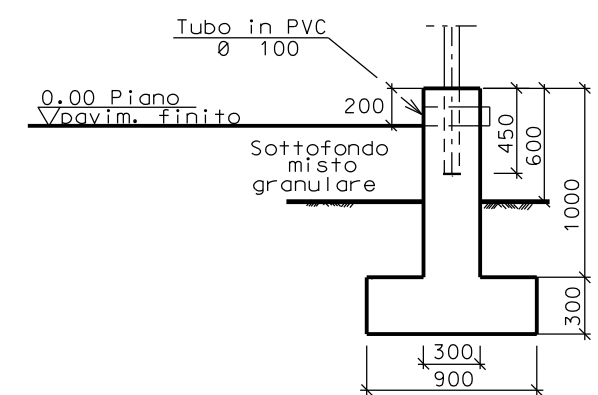 Tubo in PVC
Ø 100
0.00 Piano
pavim. finito
200
Sottofondo
misto
granulare
450
600
1000
300
300
900